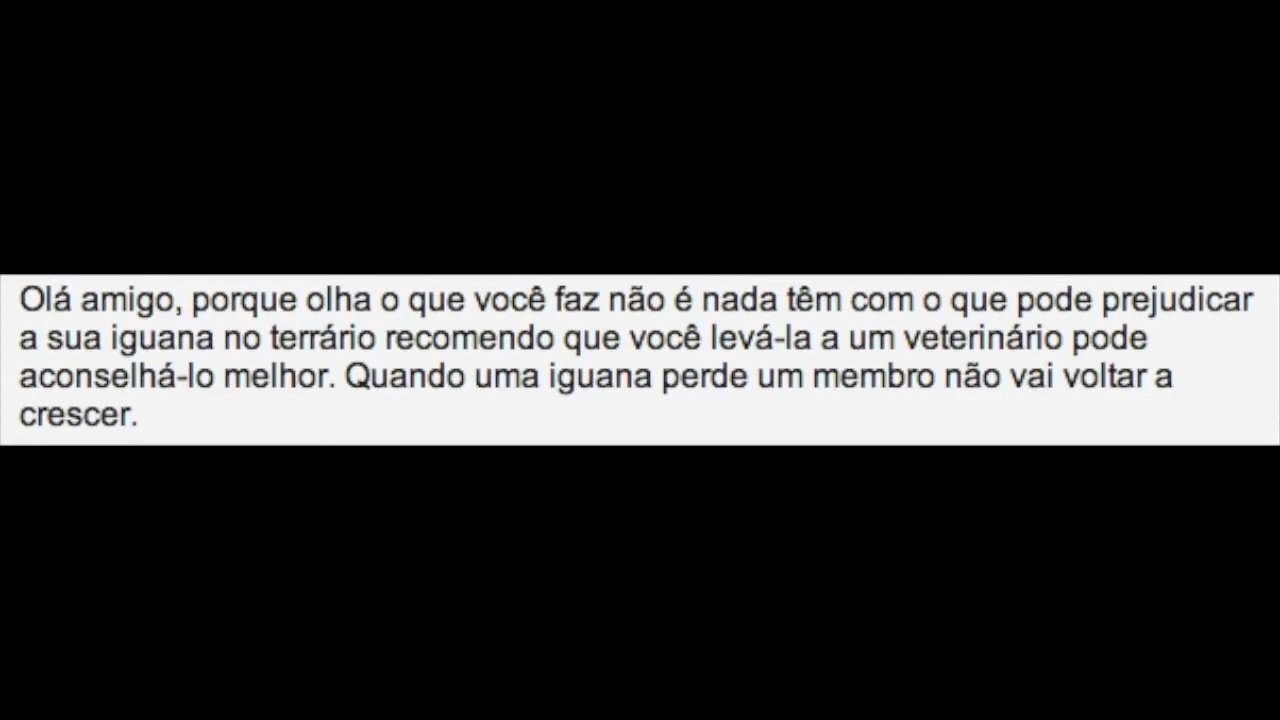 Olá amigo, porque olha o que você faz não é nada têm com o que pode prejudicar
a sua iguana no terrário recomendo que você levá-la a um veterinário pode
aconselhá-lo melhor. Quando uma iguana perde um membro não vai voltar a
crescer.